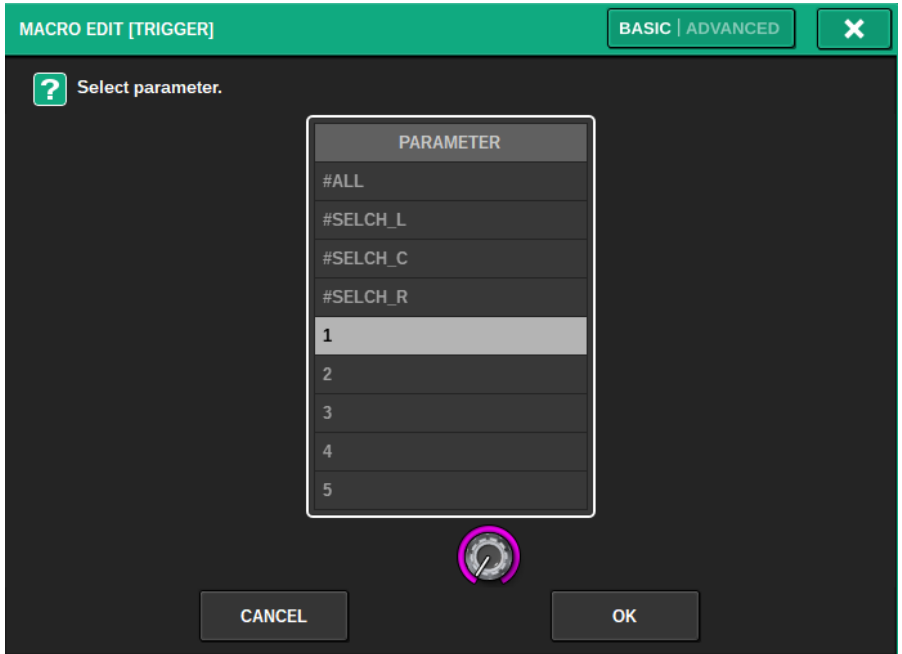 MACRO EDIT [TRIGGER]
BASIC | ADVANCED
? Select parameter.
PARAMETER
#ALL
#SELCH_L
#SELCH_C
#SELCH_R
1
2
3
4
5
CANCEL
OK